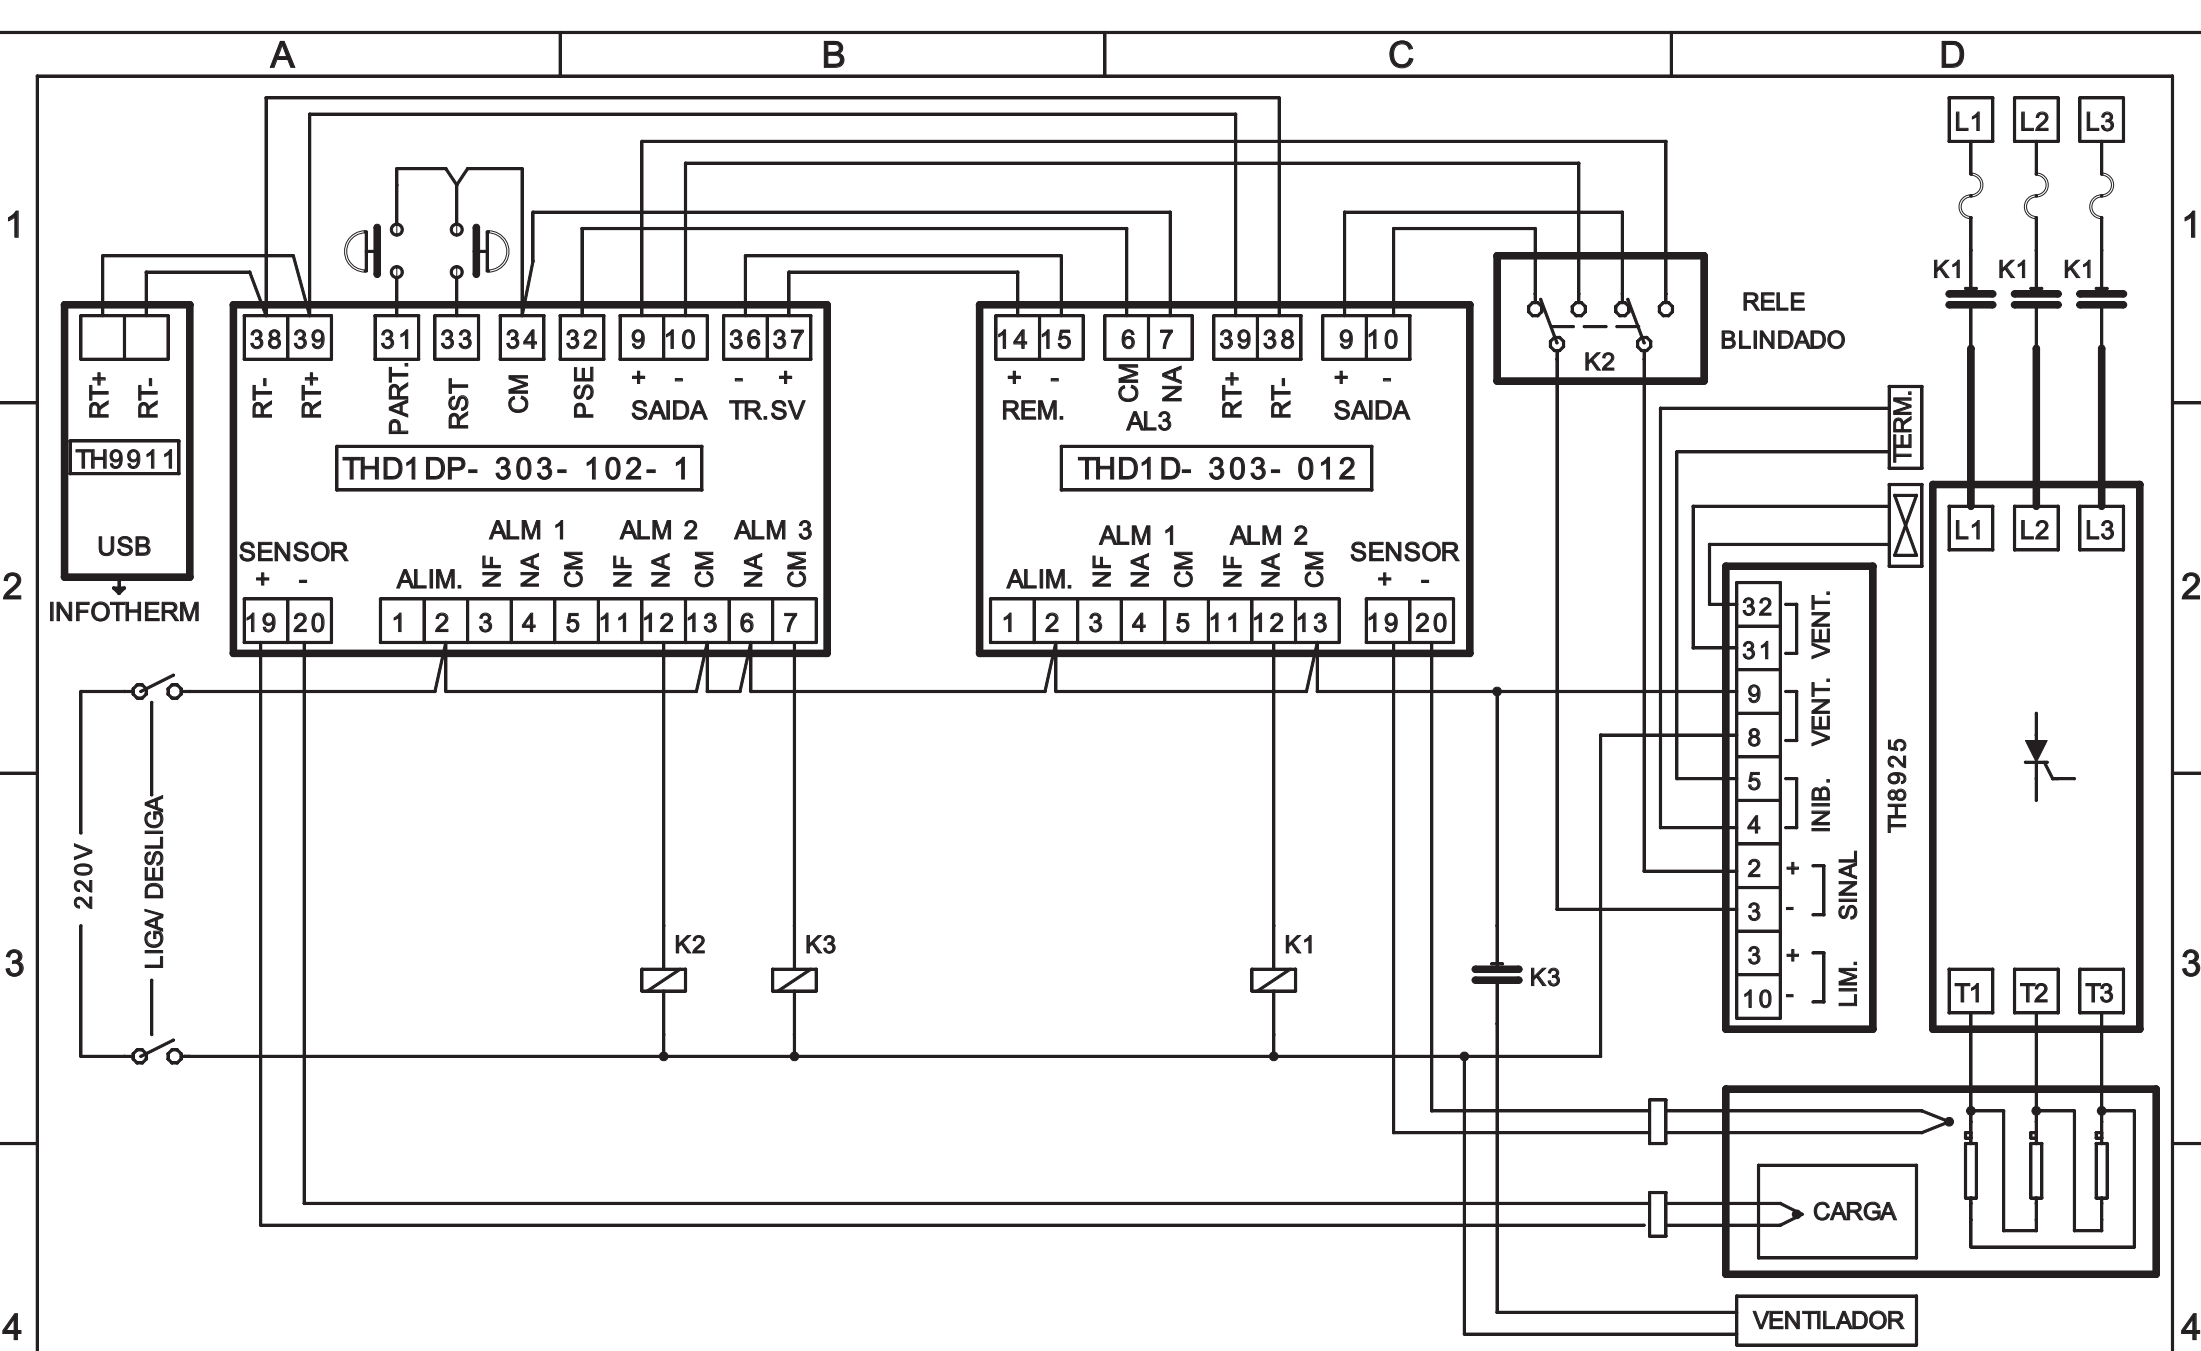 A B C D
L1 L2 L3
1 1
K1 K1 K1
RELE
BLINDADO
K2
38 39 31 33 34 32 9 10 36 37
14 15 6 7 39 38 9 10
RT+ RT-
RT- RT+ PART. RST CM PSE + - - +
SAIDA TR.SV
+ - CM NA RT+ RT- + -
REM. AL3 SAIDA
TERM.
TH9911
THD1DP- 303- 102- 1
THD1D- 303- 012
L1 L2 L3
USB
INFOTHERM
2 2
SENSOR
+ -
ALIM.
ALM 1 ALM 2 ALM 3
NF NA CM NF NA CM NA CM
19 20 1 2 3 4 5 11 12 13 6 7
ALM 1 ALM 2
ALIM. NF NA CM NF NA CM
SENSOR
+ -
1 2 3 4 5 11 12 13 19 20
32
31 VENT.
9
8 VENT.
5
4 INIB.
2 +
3 - SINAL
3 +
10 - LIM.
TH8925
220V
LIGA/ DESLIGA
3 3
K2 K3 K1 K3
T1 T2 T3
CARGA
VENTILADOR
4 4